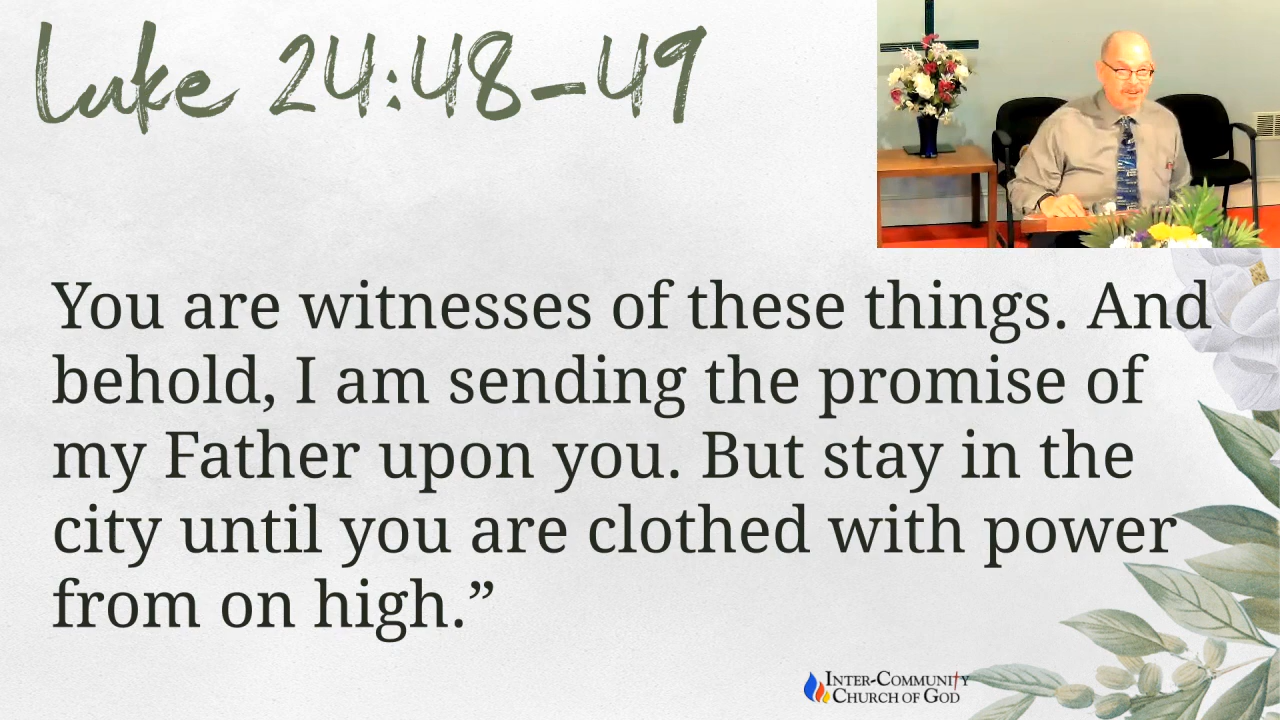 Luke 24:48-49
You are witnesses of these things. And
behold, I am sending the promise of
my Father upon you. But stay in the
city until you are clothed with power
from on high.”
Inter-Community
Church of God